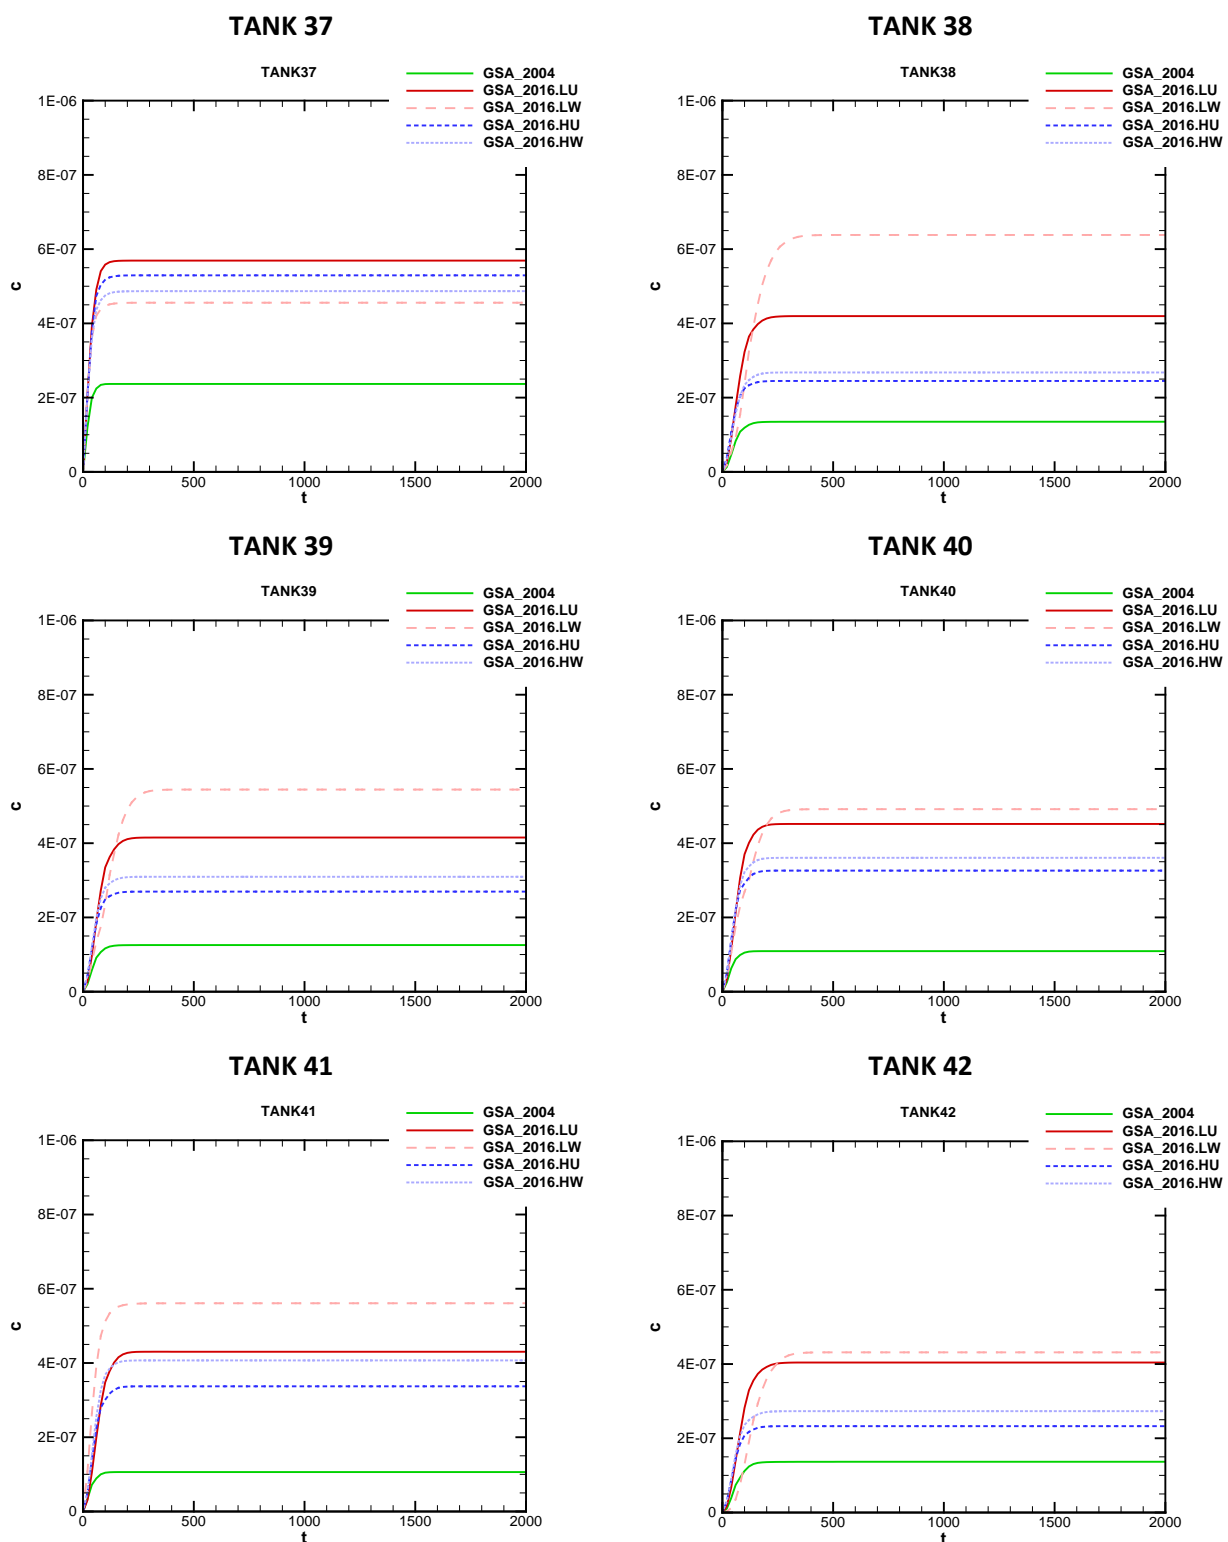 TANK 37
TANK37
GSA_2004
GSA_2016.LU
GSA_2016.LW
GSA_2016.HU
GSA_2016.HW
1E-06
8E-07
6E-07
4E-07
2E-07
0
c
0 500 1000 1500 2000
t
TANK 38
TANK38
GSA_2004
GSA_2016.LU
GSA_2016.LW
GSA_2016.HU
GSA_2016.HW
1E-06
8E-07
6E-07
4E-07
2E-07
0
c
0 500 1000 1500 2000
t
TANK 39
TANK39
GSA_2004
GSA_2016.LU
GSA_2016.LW
GSA_2016.HU
GSA_2016.HW
1E-06
8E-07
6E-07
4E-07
2E-07
0
c
0 500 1000 1500 2000
t
TANK 40
TANK40
GSA_2004
GSA_2016.LU
GSA_2016.LW
GSA_2016.HU
GSA_2016.HW
1E-06
8E-07
6E-07
4E-07
2E-07
0
c
0 500 1000 1500 2000
t
TANK 41
TANK41
GSA_2004
GSA_2016.LU
GSA_2016.LW
GSA_2016.HU
GSA_2016.HW
1E-06
8E-07
6E-07
4E-07
2E-07
0
c
0 500 1000 1500 2000
t
TANK 42
TANK42
GSA_2004
GSA_2016.LU
GSA_2016.LW
GSA_2016.HU
GSA_2016.HW
1E-06
8E-07
6E-07
4E-07
2E-07
0
c
0 500 1000 1500 2000
t